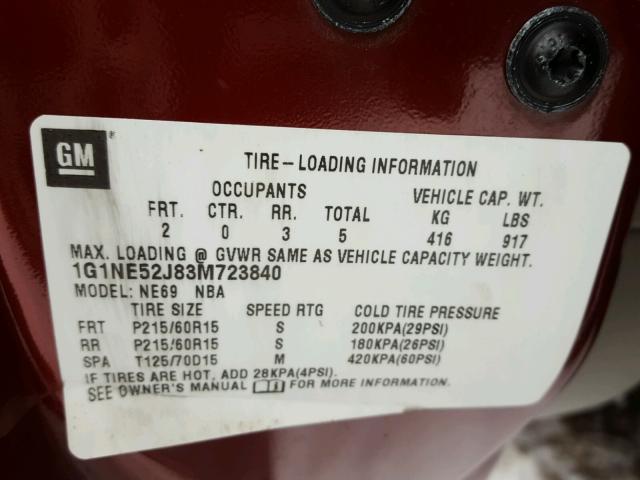 GM
TIRE-LOADING INFORMATION
OCCUPANTS VEHICLE CAP. WT.
FRT. CTR. RR. TOTAL KG LBS
2 0 3 5 416 917
MAX. LOADING @ GVWR SAME AS VEHICLE CAPACITY WEIGHT.
1G1NE52J83M723840
MODEL: NE69 NBA
TIRE SIZE SPEED RTG COLD TIRE PRESSURE
FRT P215/60R15 S 200KPA(29PSI)
RR P215/60R15 S 180KPA(26PSI)
SPA T125/70D15 M 420KPA(60PSI)
IF TIRES ARE HOT, ADD 28KPA(4PSI).
SEE OWNER'S MANUAL FOR MORE INFORMATION.